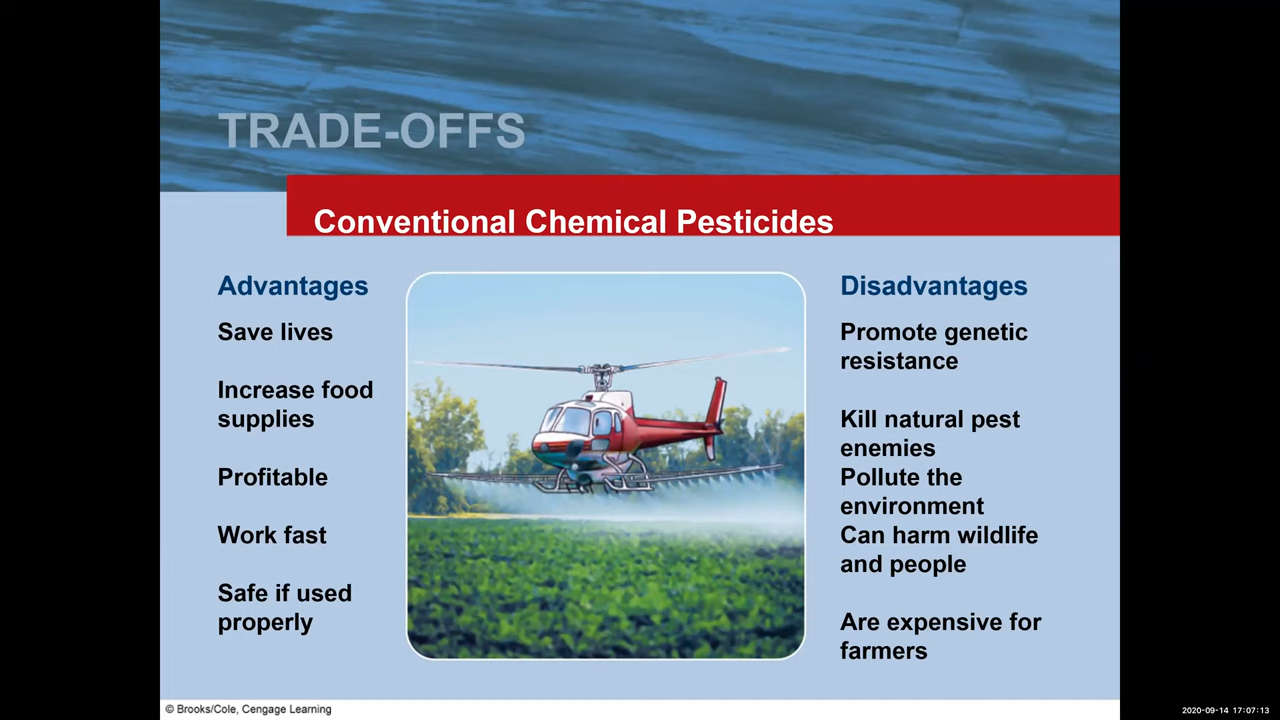 TRADE-OFFS
Conventional Chemical Pesticides
Advantages
Save lives
Increase food
supplies
Profitable
Work fast
Safe if used
properly
Disadvantages
Promote genetic
resistance
Kill natural pest
enemies
Pollute the
environment
Can harm wildlife
and people
Are expensive for
farmers
© Brooks/Cole, Cengage Learning
2020-09-14 17:07:13